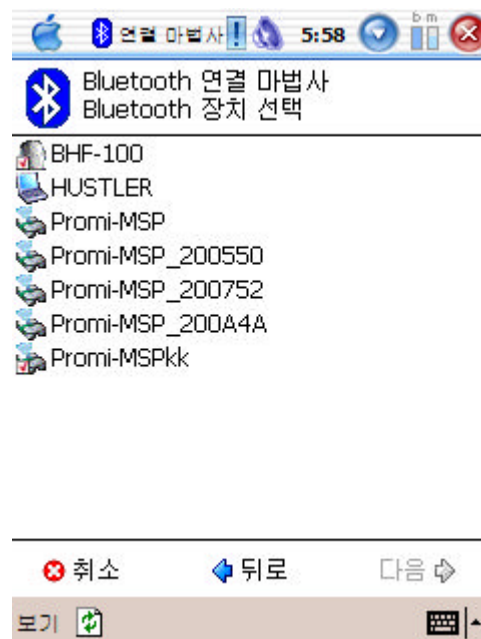 연결 마법사 ! 5:58 b m
Bluetooth 연결 마법사
Bluetooth 장치 선택
BHF-100
HUSTLER
Promi-MSP
Promi-MSP_200550
Promi-MSP_200752
Promi-MSP_200A4A
Promi-MSPkk
취소 뒤로 다음
보기